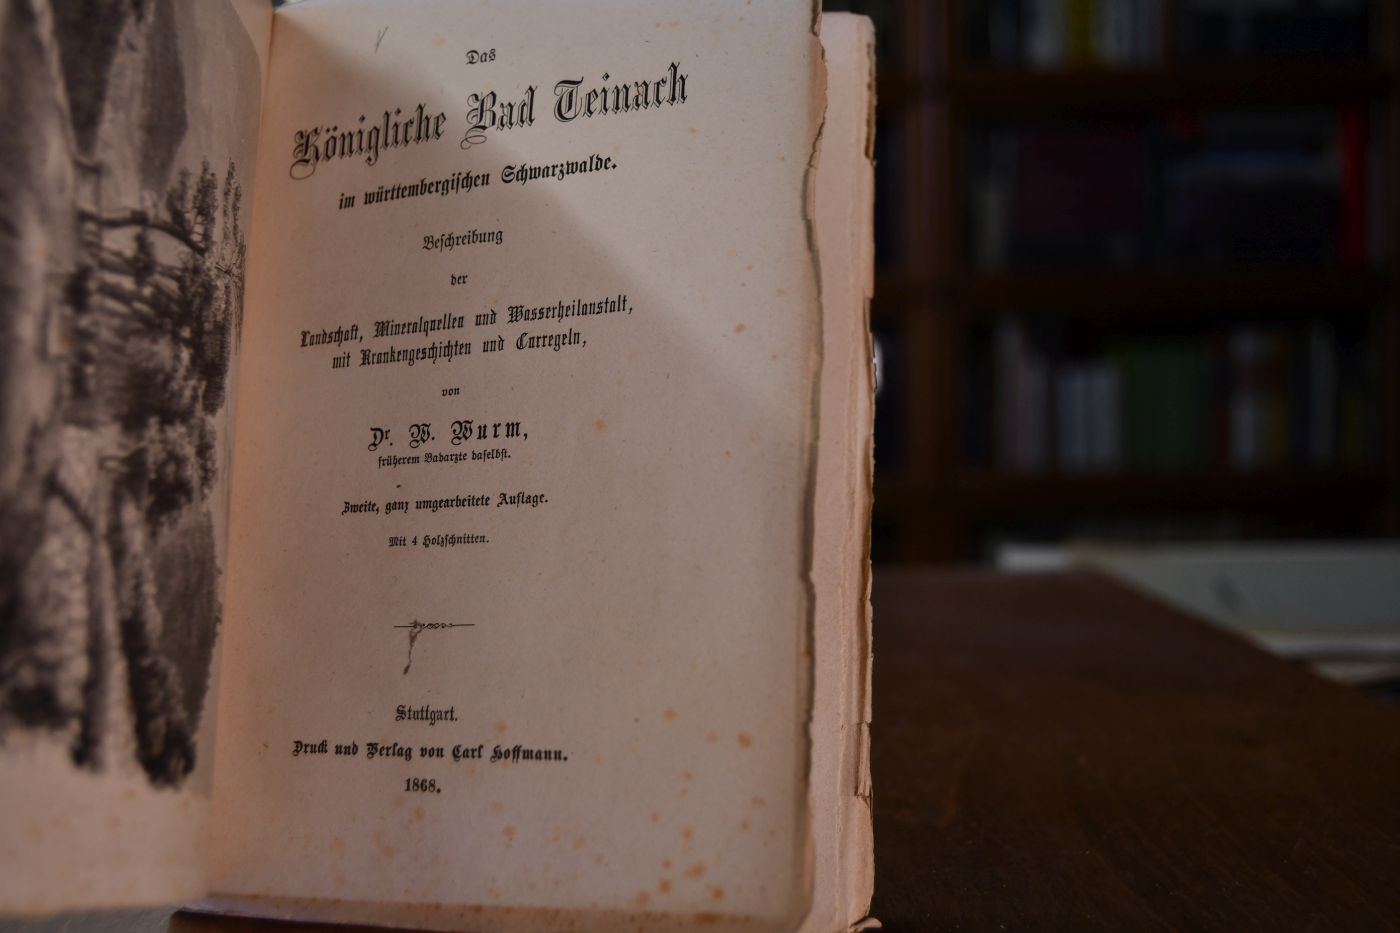 Das
Königliche Bad Teinach
im württembergischen Schwarzwalde.
Beschreibung
der
Landschaft, Mineralquellen und Wasserheilanstalt,
mit Krankengeschichten und Curregeln,
von
Dr. W. Wurm,
früherem Badarzte daselbst.
Zweite, ganz umgearbeitete Auflage.
Mit 4 Holzschnitten.
Stuttgart.
Druck und Verlag von Carl Hoffmann.
1868.